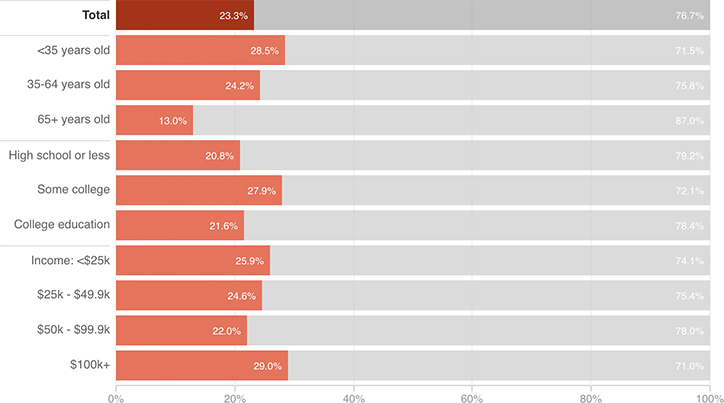 Total 23.3% 76.7%
<35 years old 28.5% 71.5%
35-64 years old 24.2% 75.8%
65+ years old 13.0% 87.0%
High school or less 20.8% 79.2%
Some college 27.9% 72.1%
College education 21.6% 78.4%
Income: <$25k 25.9% 74.1%
$25k - $49.9k 24.6% 75.4%
$50k - $99.9k 22.0% 78.0%
$100k+ 29.0% 71.0%
0% 20% 40% 60% 80% 100%